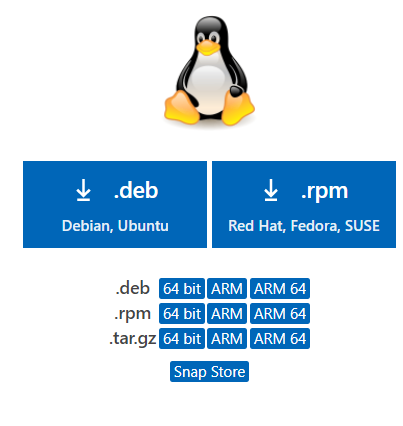 .deb .rpm
Debian, Ubuntu Red Hat, Fedora, SUSE
.deb 64 bit ARM ARM 64
.rpm 64 bit ARM ARM 64
.tar.gz 64 bit ARM ARM 64
Snap Store